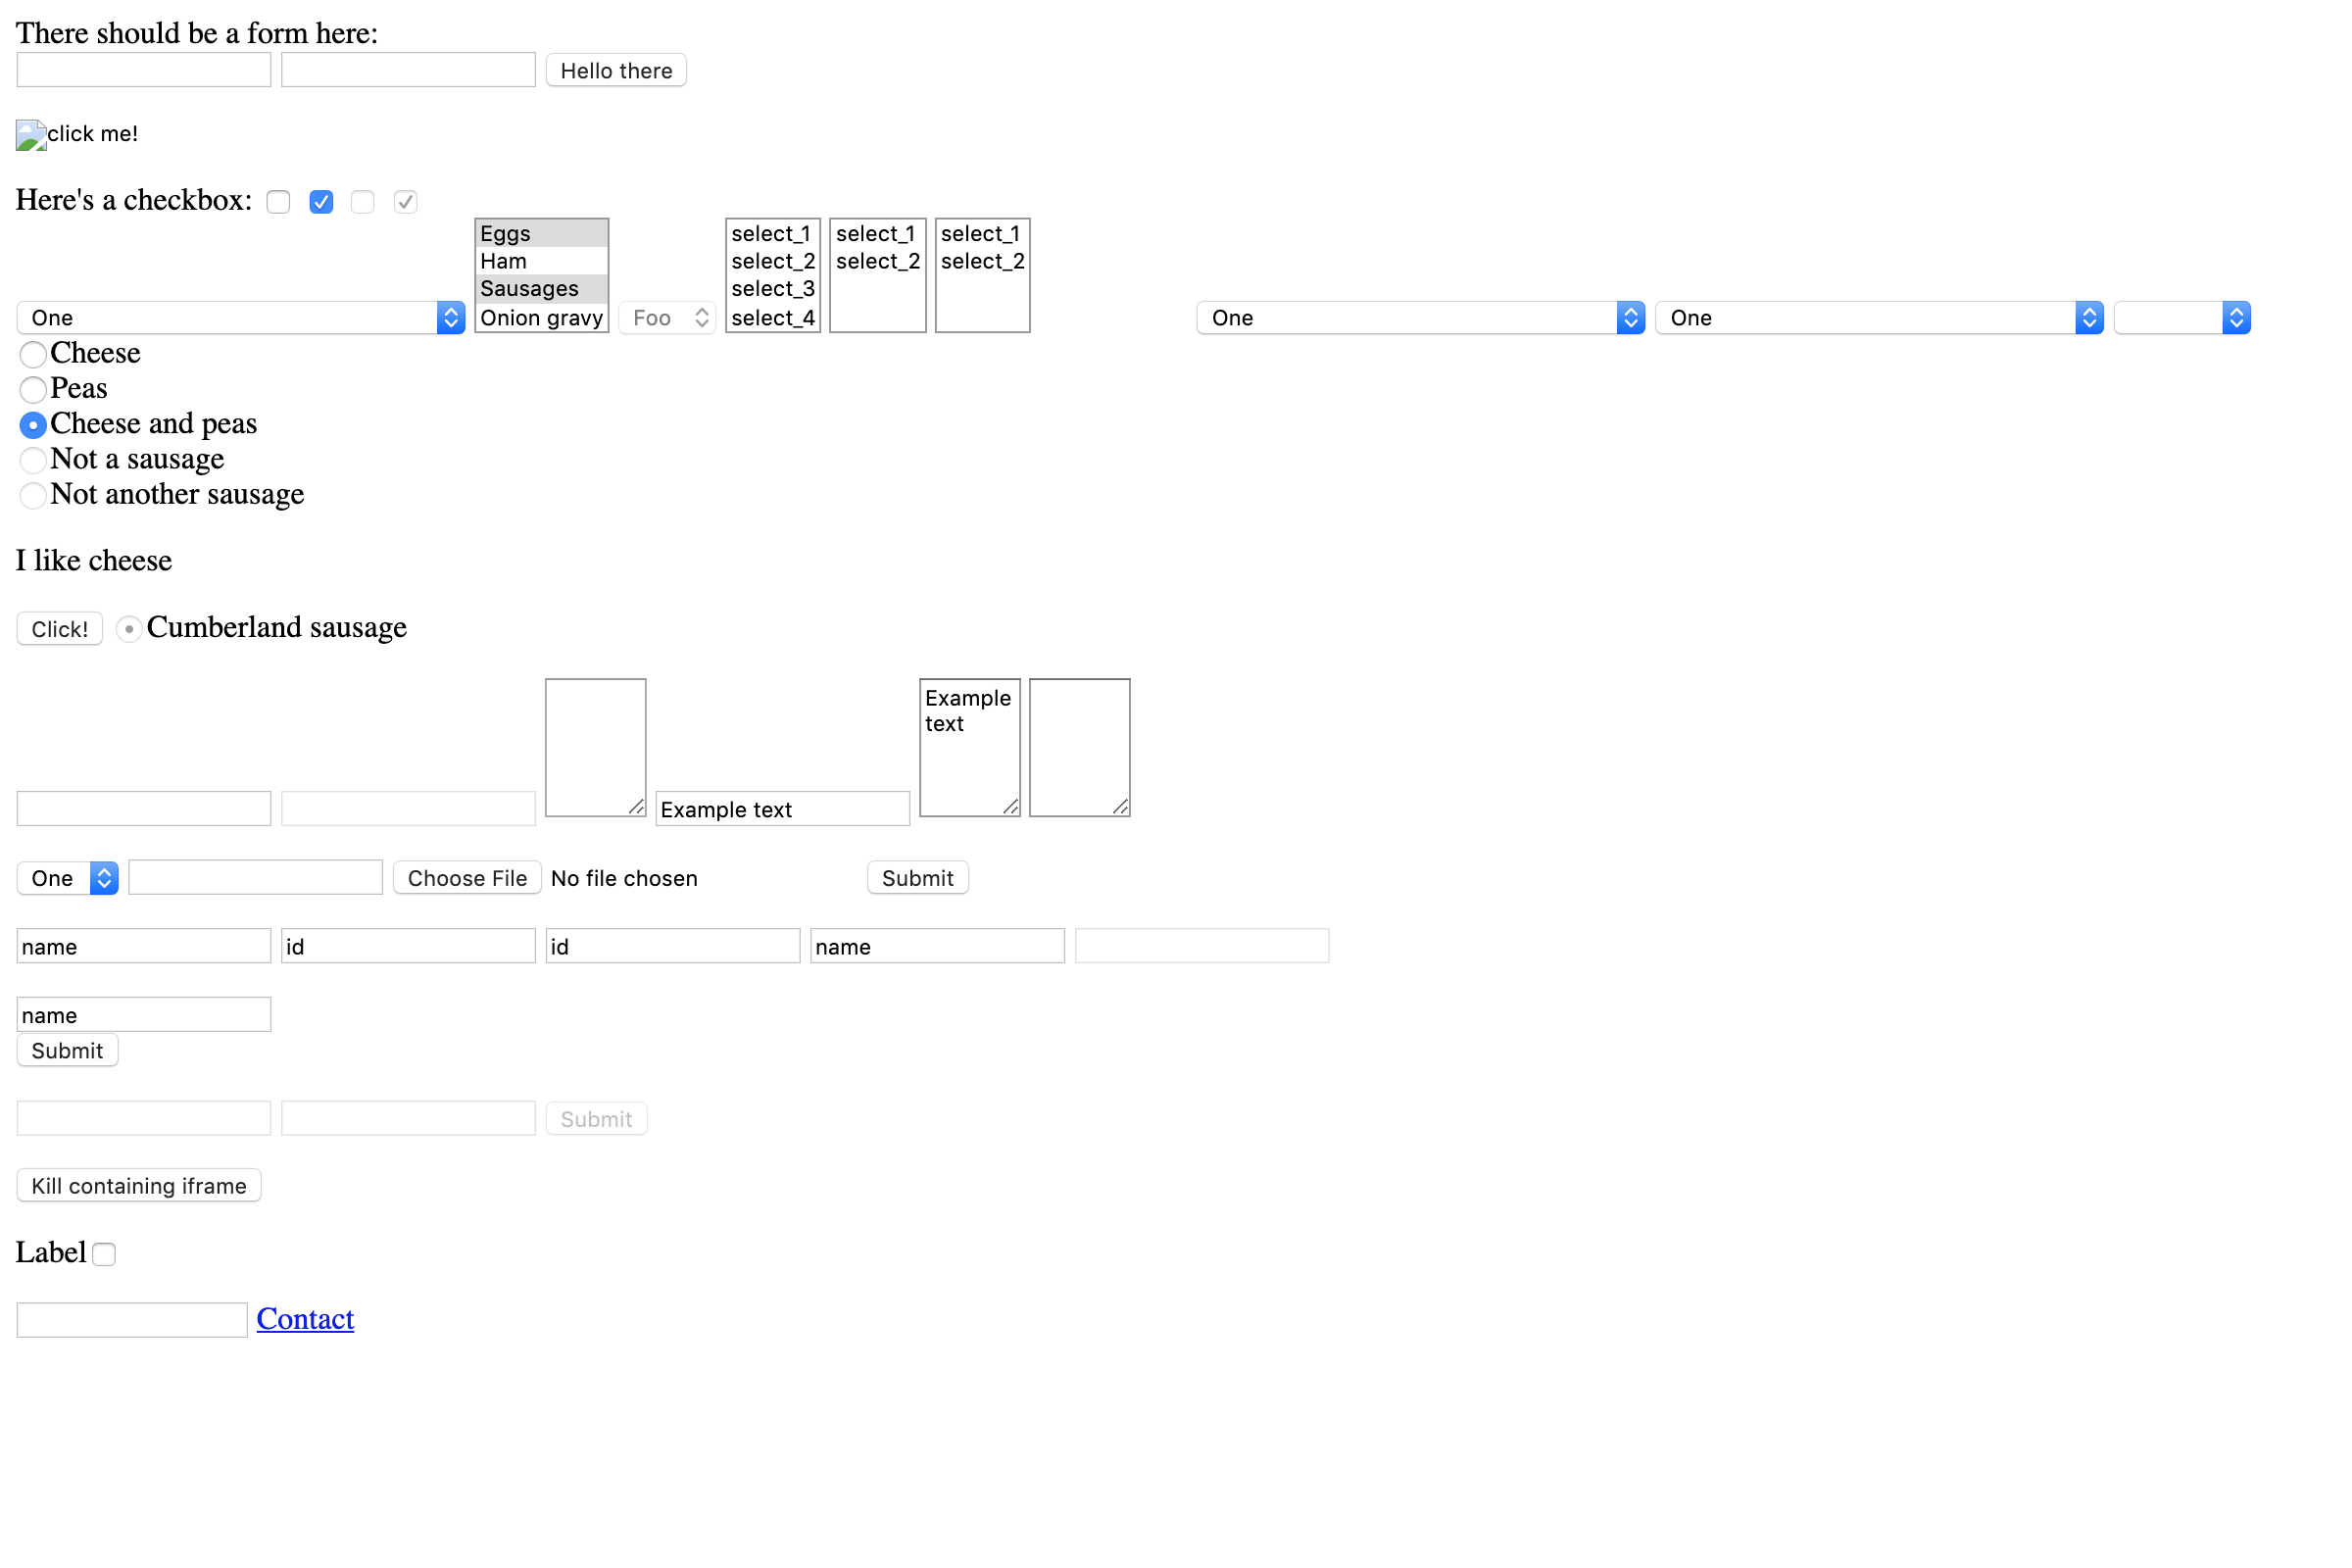 There should be a form here:
Hello there
click me!
Here's a checkbox:
One
Eggs
Ham
Sausages
Onion gravy
Foo
select_1
select_2
select_3
select_4
select_1
select_2
select_1
select_2
One
One
Cheese
Peas
Cheese and peas
Not a sausage
Not another sausage
I like cheese
Click! Cumberland sausage
Example text
Example
text
One Choose File No file chosen Submit
name id id name
name
Submit
Submit
Kill containing iframe
Label
Contact